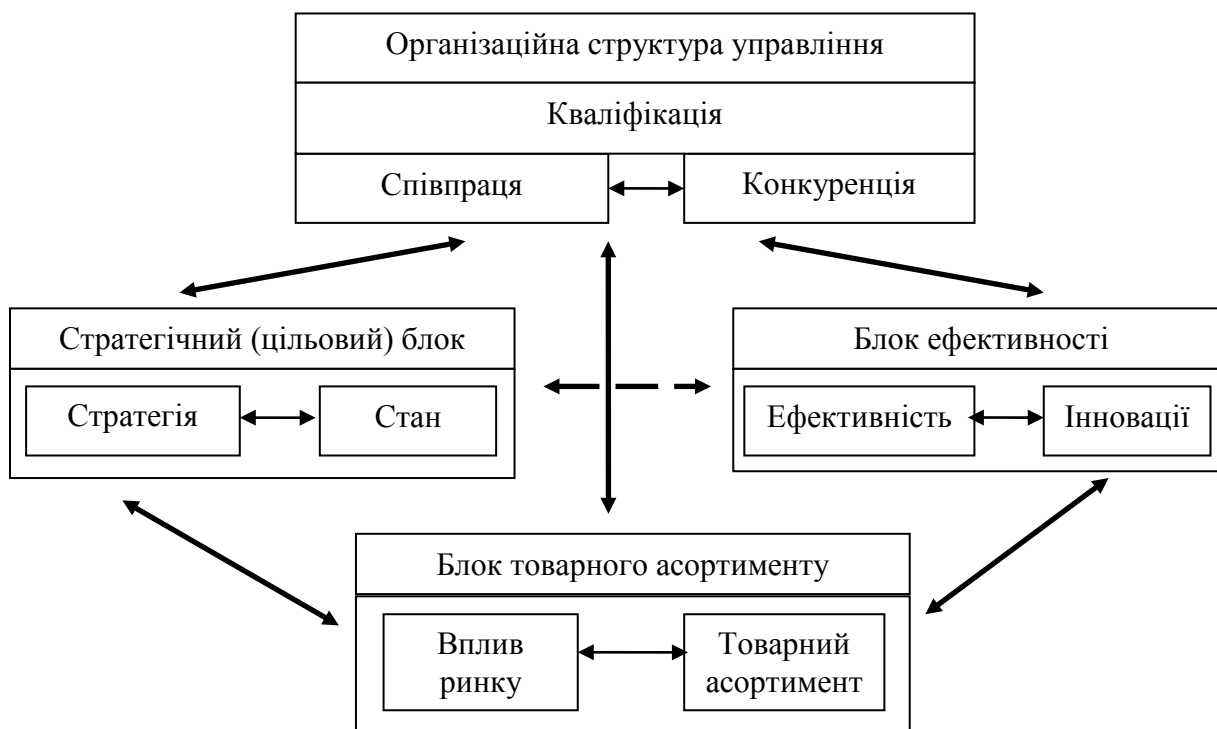 Організаційна структура управління
Кваліфікація
Співпраця
Конкуренція
Стратегічний (цільовий) блок
Блок ефективності
Стратегія
Стан
Ефективність
Інновації
Блок товарного асортименту
Вплив
ринку
Товарний
асортимент